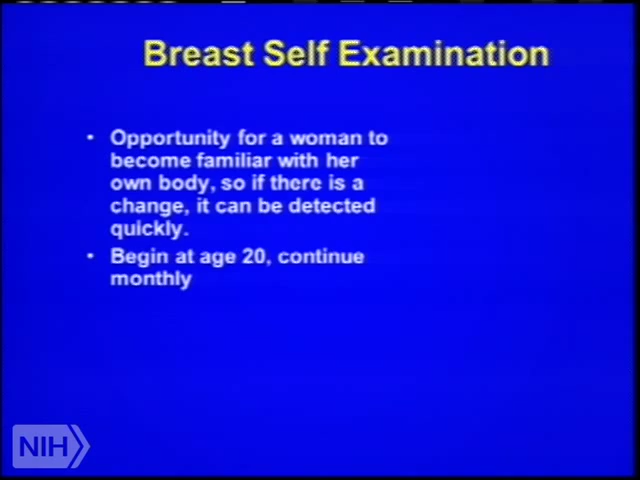 Breast Self Examination
• Opportunity for a woman to
become familiar with her
own body, so if there is a
change, it can be detected
quickly.
• Begin at age 20, continue
monthly
NIH